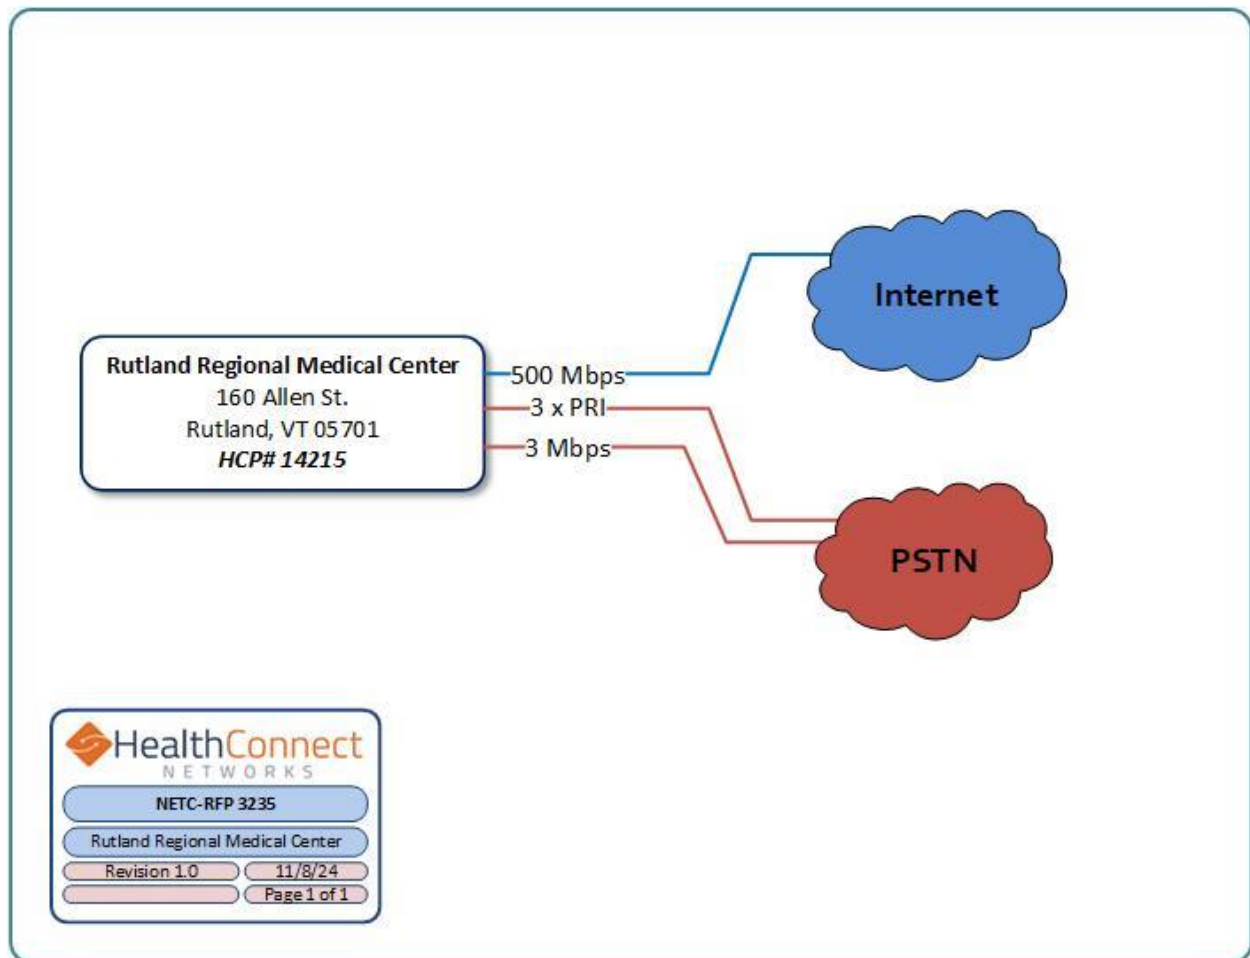 Internet
Rutland Regional Medical Center
160 Allen St.
Rutland, VT 05701
HCP# 14215
500 Mbps
3 x PRI
3 Mbps
PSTN
HealthConnect
NETWORKS
NETC-RFP 3235
Rutland Regional Medical Center
Revision 1.0
11/8/24
Page 1 of 1